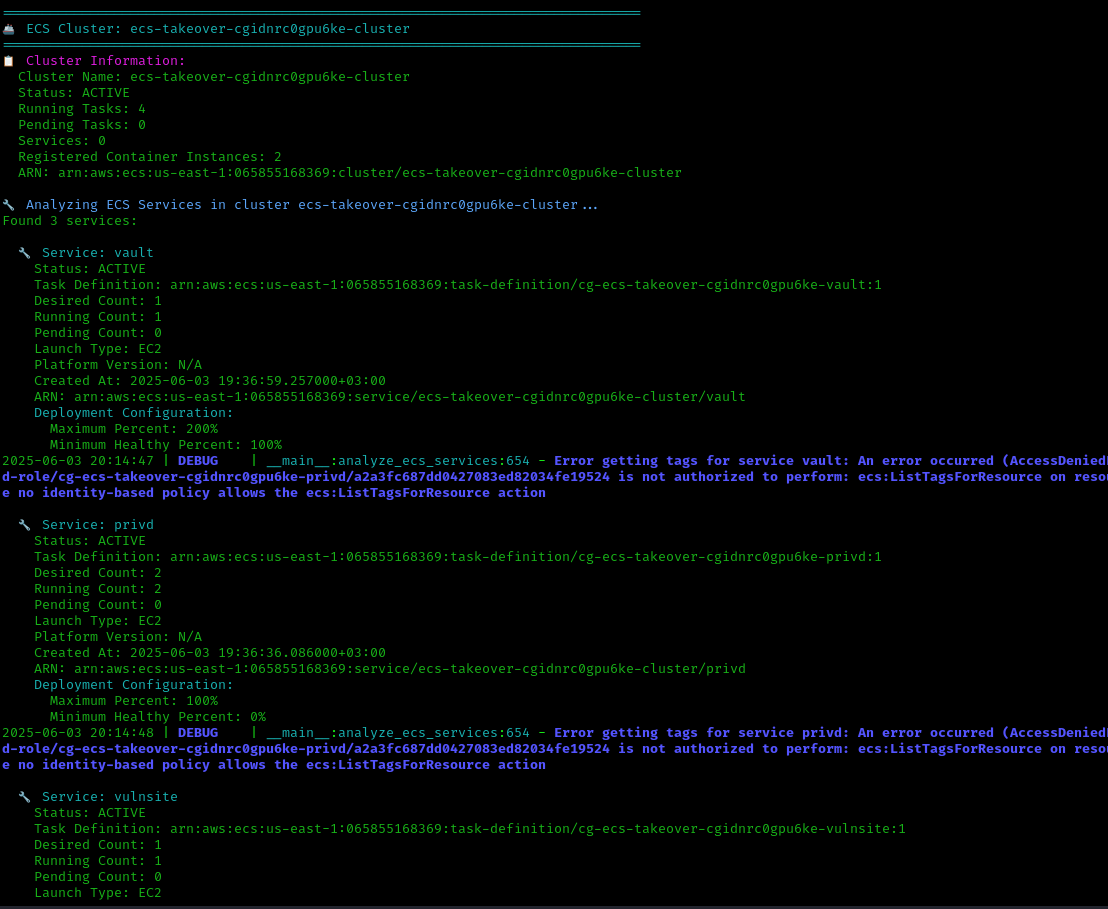 ECS Cluster: ecs-takeover-cgidnrc0gpu6ke-cluster
Cluster Information:
Cluster Name: ecs-takeover-cgidnrc0gpu6ke-cluster
Status: ACTIVE
Running Tasks: 4
Pending Tasks: 0
Services: 0
Registered Container Instances: 2
ARN: arn:aws:ecs:us-east-1:065855168369:cluster/ecs-takeover-cgidnrc0gpu6ke-cluster
Analyzing ECS Services in cluster ecs-takeover-cgidnrc0gpu6ke-cluster...
Found 3 services:
Service: vault
Status: ACTIVE
Task Definition: arn:aws:ecs:us-east-1:065855168369:task-definition/cg-ecs-takeover-cgidnrc0gpu6ke-vault:1
Desired Count: 1
Running Count: 1
Pending Count: 0
Launch Type: EC2
Platform Version: N/A
Created At: 2025-06-03 19:36:59.257000+03:00
ARN: arn:aws:ecs:us-east-1:065855168369:service/ecs-takeover-cgidnrc0gpu6ke-cluster/vault
Deployment Configuration:
Maximum Percent: 200%
Minimum Healthy Percent: 100%
2025-06-03 20:14:47 | DEBUG    | __main__:analyze_ecs_services:654 - Error getting tags for service vault: An error occurred (AccessDenied
d-role/cg-ecs-takeover-cgidnrc0gpu6ke-privd/a2a3fc687dd0427083ed82034fe19524 is not authorized to perform: ecs:ListTagsForResource on reso
e no identity-based policy allows the ecs:ListTagsForResource action
Service: privd
Status: ACTIVE
Task Definition: arn:aws:ecs:us-east-1:065855168369:task-definition/cg-ecs-takeover-cgidnrc0gpu6ke-privd:1
Desired Count: 2
Running Count: 2
Pending Count: 0
Launch Type: EC2
Platform Version: N/A
Created At: 2025-06-03 19:36:36.086000+03:00
ARN: arn:aws:ecs:us-east-1:065855168369:service/ecs-takeover-cgidnrc0gpu6ke-cluster/privd
Deployment Configuration:
Maximum Percent: 100%
Minimum Healthy Percent: 0%
2025-06-03 20:14:48 | DEBUG    | __main__:analyze_ecs_services:654 - Error getting tags for service privd: An error occurred (AccessDenied
d-role/cg-ecs-takeover-cgidnrc0gpu6ke-privd/a2a3fc687dd0427083ed82034fe19524 is not authorized to perform: ecs:ListTagsForResource on reso
e no identity-based policy allows the ecs:ListTagsForResource action
Service: vulnsite
Status: ACTIVE
Task Definition: arn:aws:ecs:us-east-1:065855168369:task-definition/cg-ecs-takeover-cgidnrc0gpu6ke-vulnsite:1
Desired Count: 1
Running Count: 1
Pending Count: 0
Launch Type: EC2